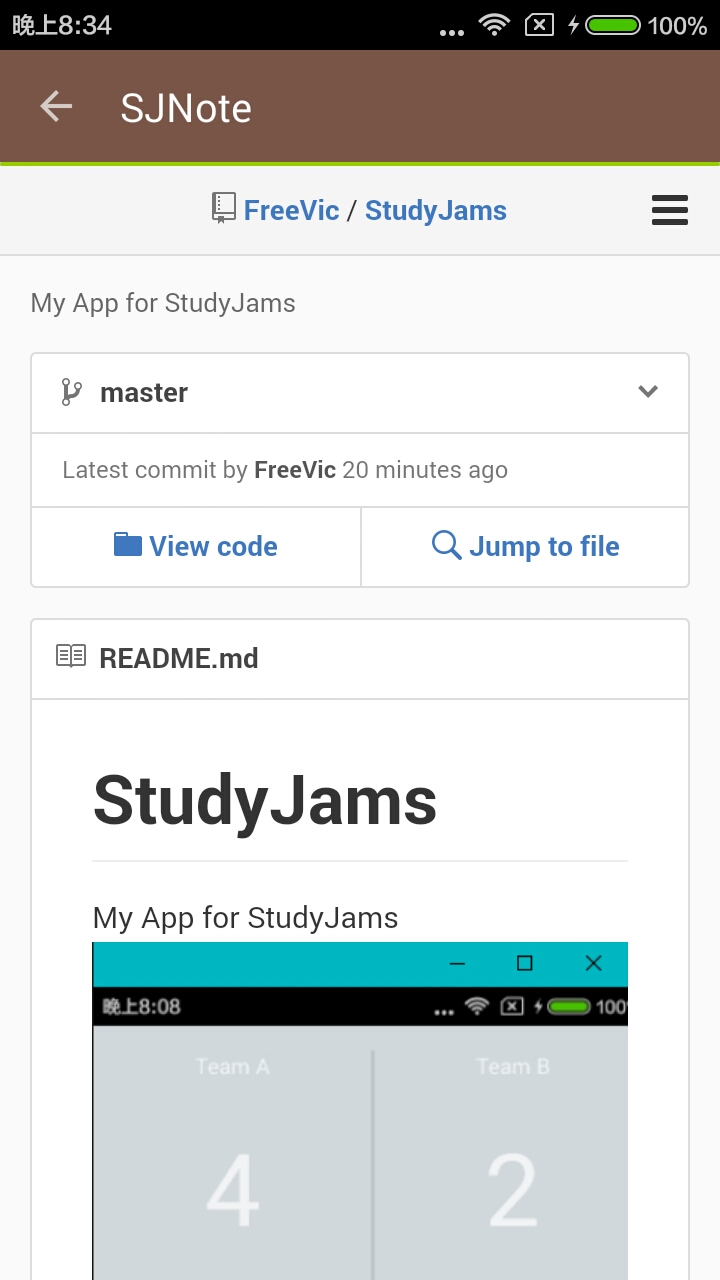 晚上8:34 ... 100%
SJNote
FreeVic / StudyJams
My App for StudyJams
master
Latest commit by FreeVic 20 minutes ago
View code Jump to file
README.md
StudyJams
My App for StudyJams
晚上8:08 ... 100
Team A Team B
4 2